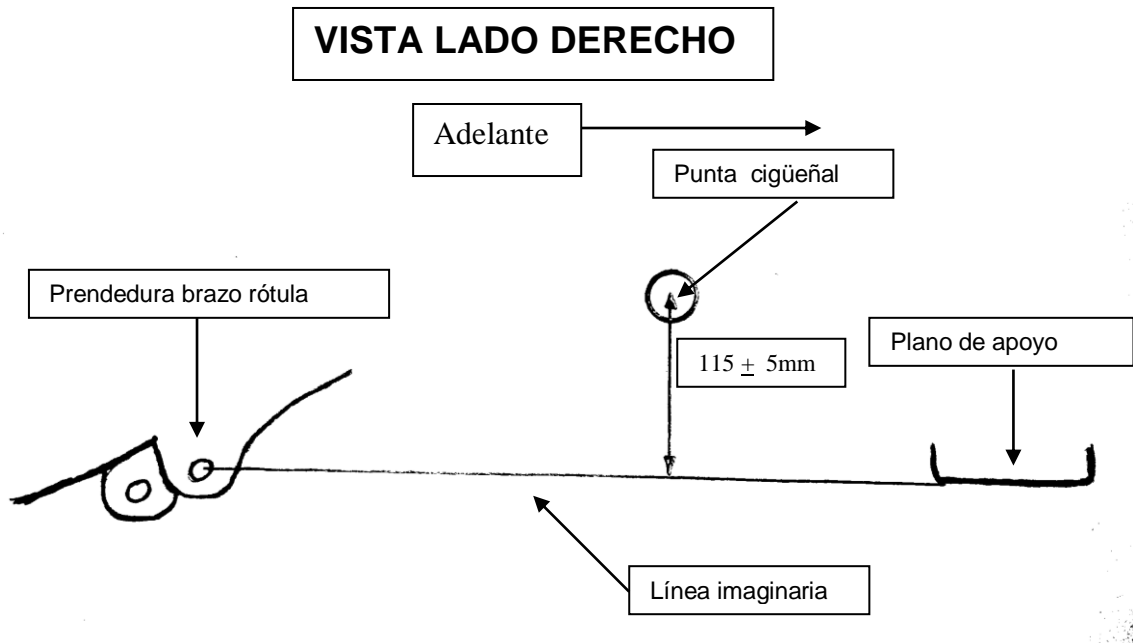 VISTA LADO DERECHO
Adelante
Punta cigüeñal
Prendedura brazo rótula
Plano de apoyo
115 ± 5mm
Línea imaginaria